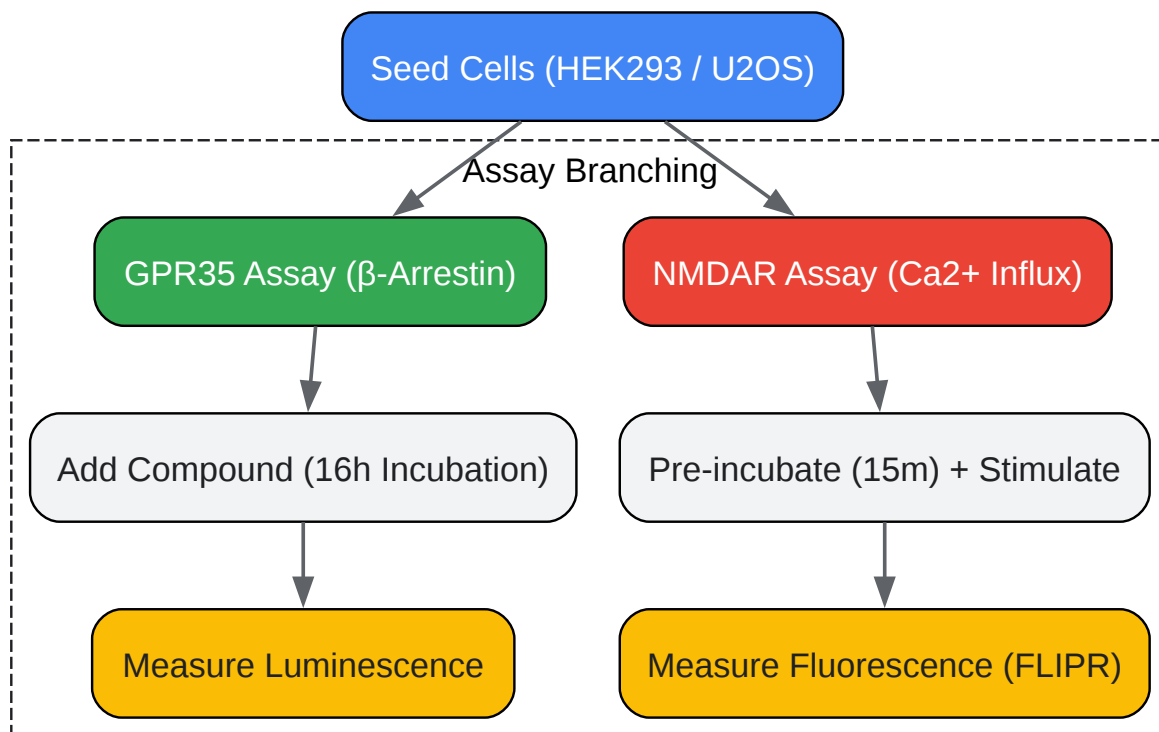 Seed Cells (HEK293 / U2OS)
Assay Branching
GPR35 Assay (β-Arrestin)
NMDAR Assay (Ca2+ Influx)
Add Compound (16h Incubation)
Pre-incubate (15m) + Stimulate
Measure Luminescence
Measure Fluorescence (FLIPR)